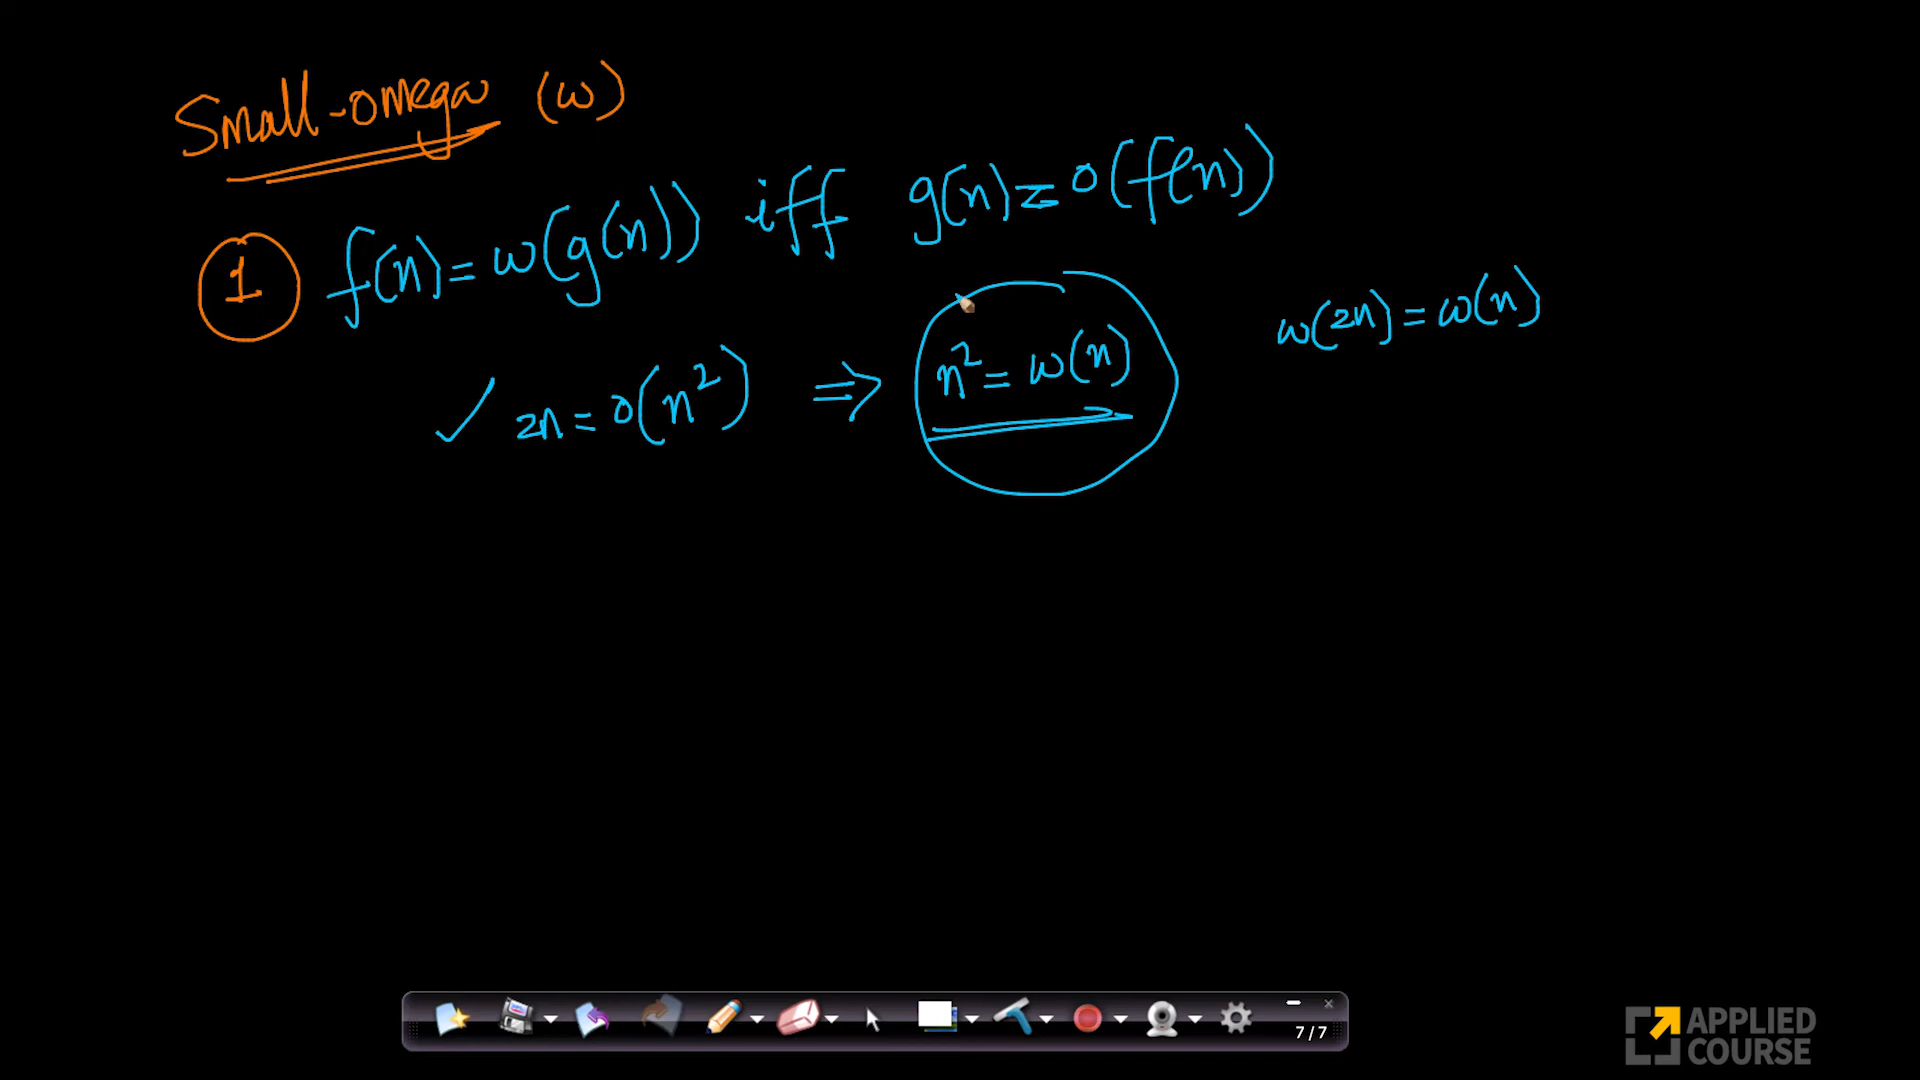 Small-omega (ω)
1 f(n) = ω(g(n)) iff g(n) = o(f(n))
✓ 2n = o(n²) ⇒ n² = ω(n) ω(2n) = ω(n)
7/7
APPLIED
COURSE